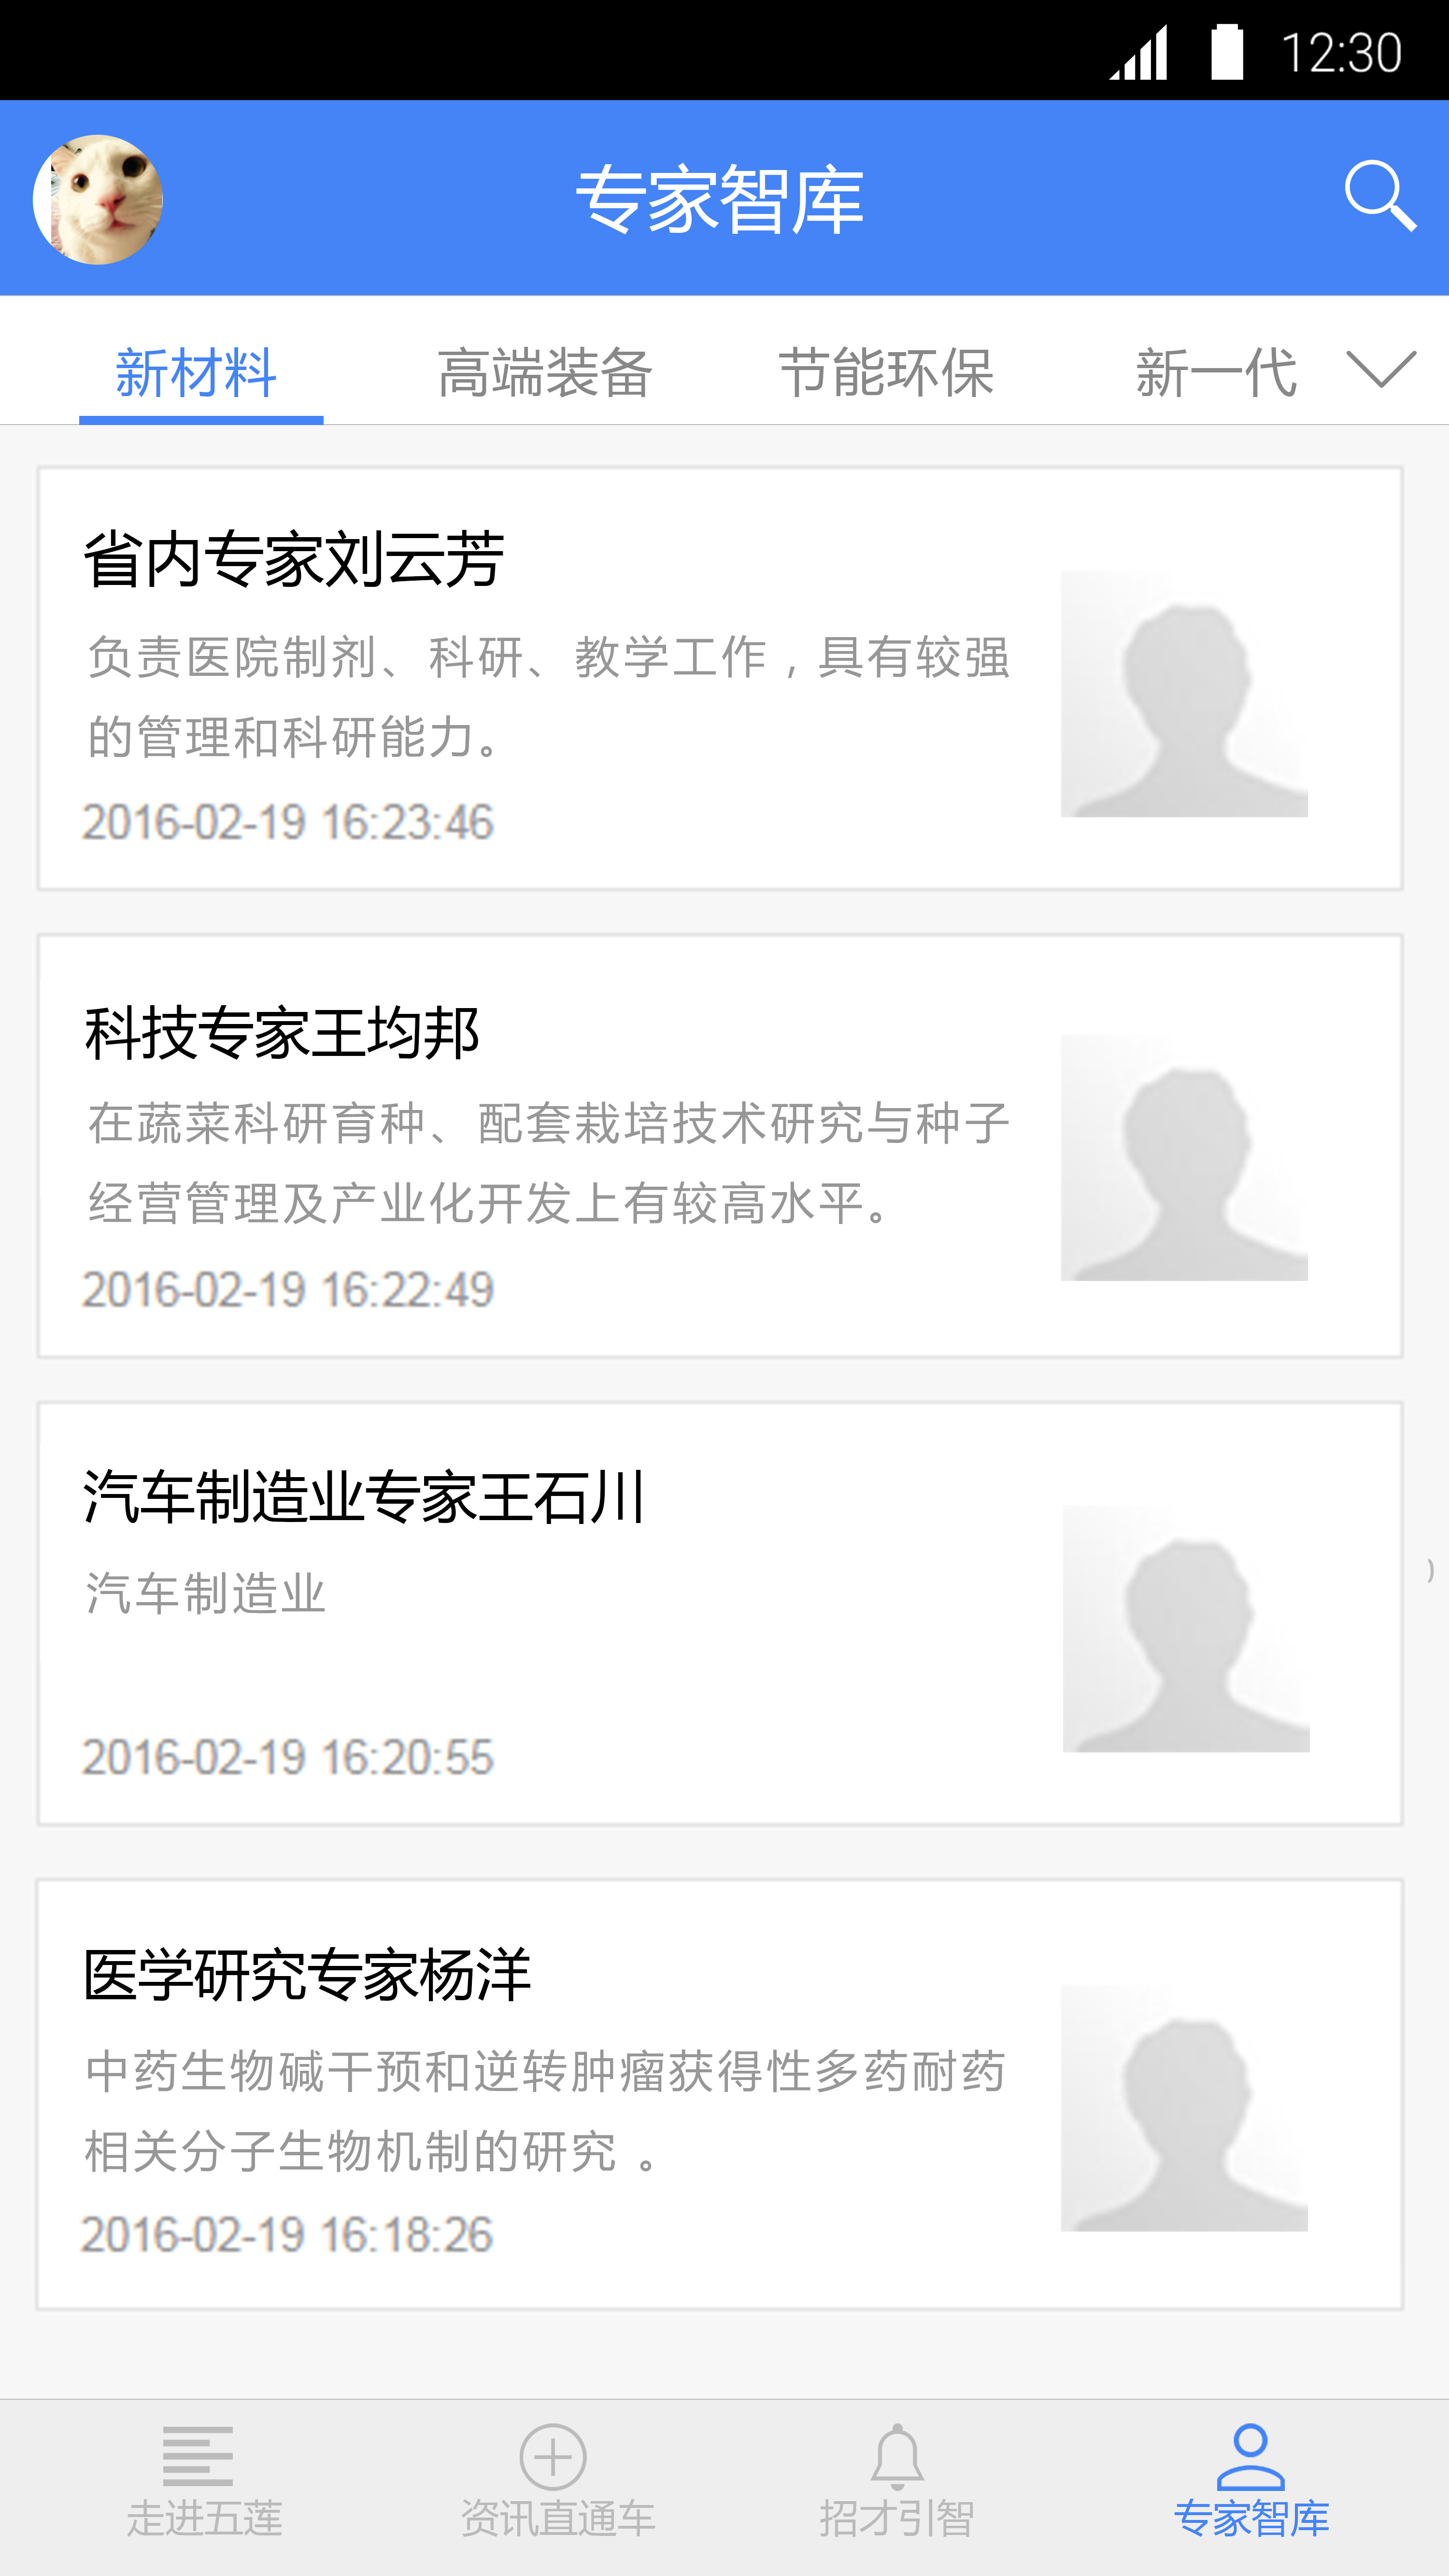 12:30
专家智库
新材料 高端装备 节能环保 新一代
省内专家刘云芳
负责医院制剂、科研、教学工作，具有较强
的管理和科研能力。
2016-02-19 16:23:46
科技专家王均邦
在蔬菜科研育种、配套栽培技术研究与种子
经营管理及产业化开发上有较高水平。
2016-02-19 16:22:49
汽车制造业专家王石川
汽车制造业
2016-02-19 16:20:55
医学研究专家杨洋
中药生物碱干预和逆转肿瘤获得性多药耐药
相关分子生物机制的研究 。
2016-02-19 16:18:26
走进五莲 资讯直通车 招才引智 专家智库